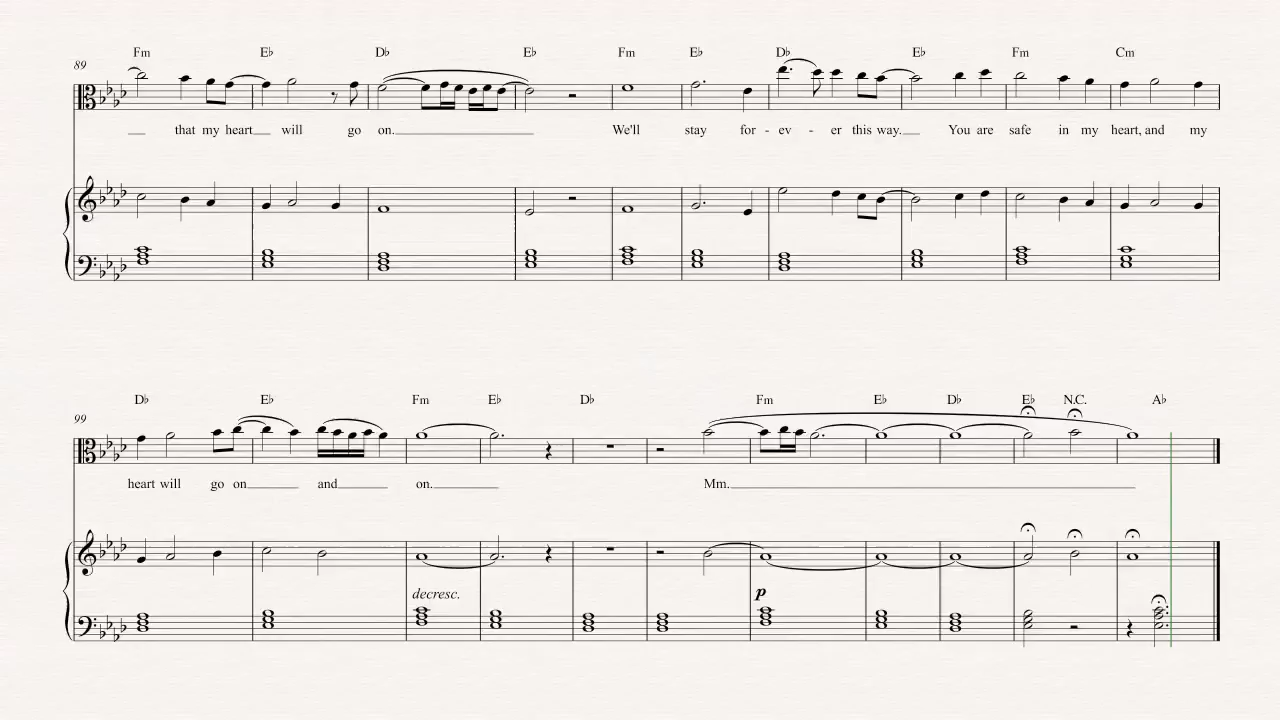 Fm E♭ D♭ E♭ Fm E♭ D♭ E♭ Fm Cm
89
that my heart will go on. We'll stay for - ev - er this way. You are safe in my heart, and my
D♭ E♭ Fm E♭ D♭ Fm E♭ D♭ E♭ N.C. A♭
99
heart will go on and on. Mm.
decresc. p